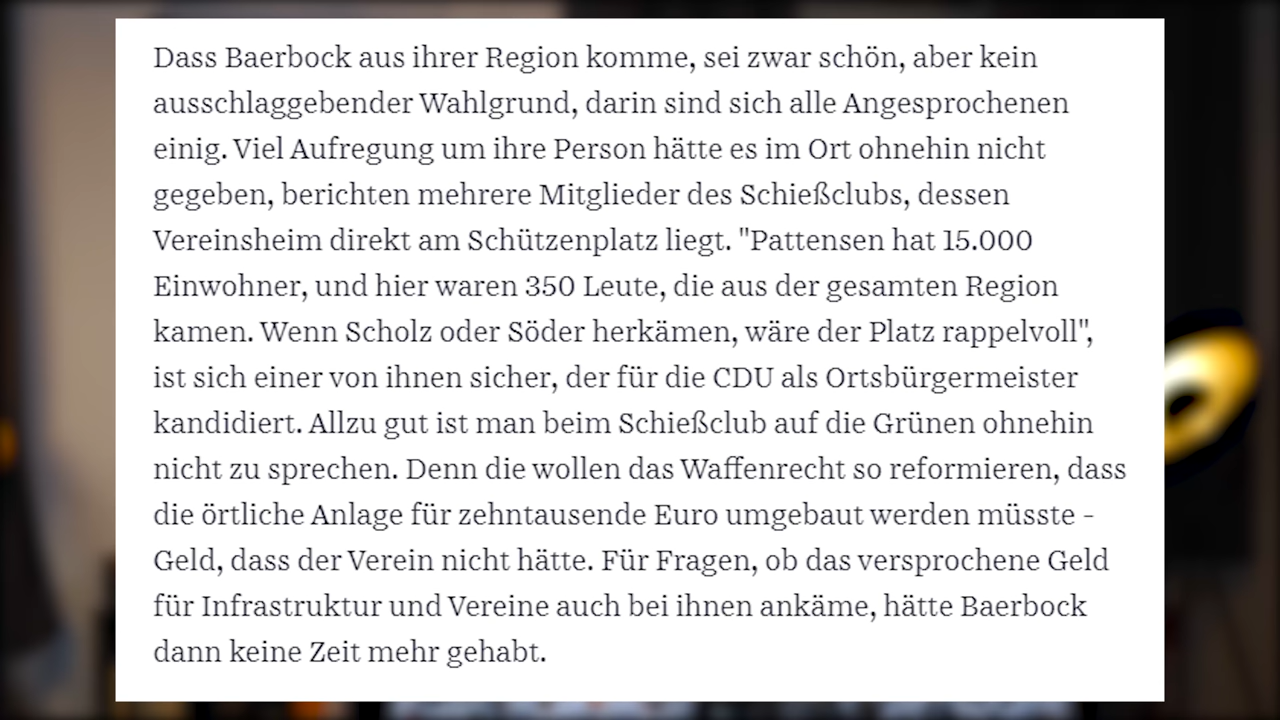 Dass Baerbock aus ihrer Region komme, sei zwar schön, aber kein
ausschlaggebender Wahlgrund, darin sind sich alle Angesprochenen
einig. Viel Aufregung um ihre Person hätte es im Ort ohnehin nicht
gegeben, berichten mehrere Mitglieder des Schießclubs, dessen
Vereinsheim direkt am Schützenplatz liegt. "Pattensen hat 15.000
Einwohner, und hier waren 350 Leute, die aus der gesamten Region
kamen. Wenn Scholz oder Söder herkämen, wäre der Platz rappelvoll",
ist sich einer von ihnen sicher, der für die CDU als Ortsbürgermeister
kandidiert. Allzu gut ist man beim Schießclub auf die Grünen ohnehin
nicht zu sprechen. Denn die wollen das Waffenrecht so reformieren, dass
die örtliche Anlage für zehntausende Euro umgebaut werden müsste -
Geld, dass der Verein nicht hätte. Für Fragen, ob das versprochene Geld
für Infrastruktur und Vereine auch bei ihnen ankäme, hätte Baerbock
dann keine Zeit mehr gehabt.